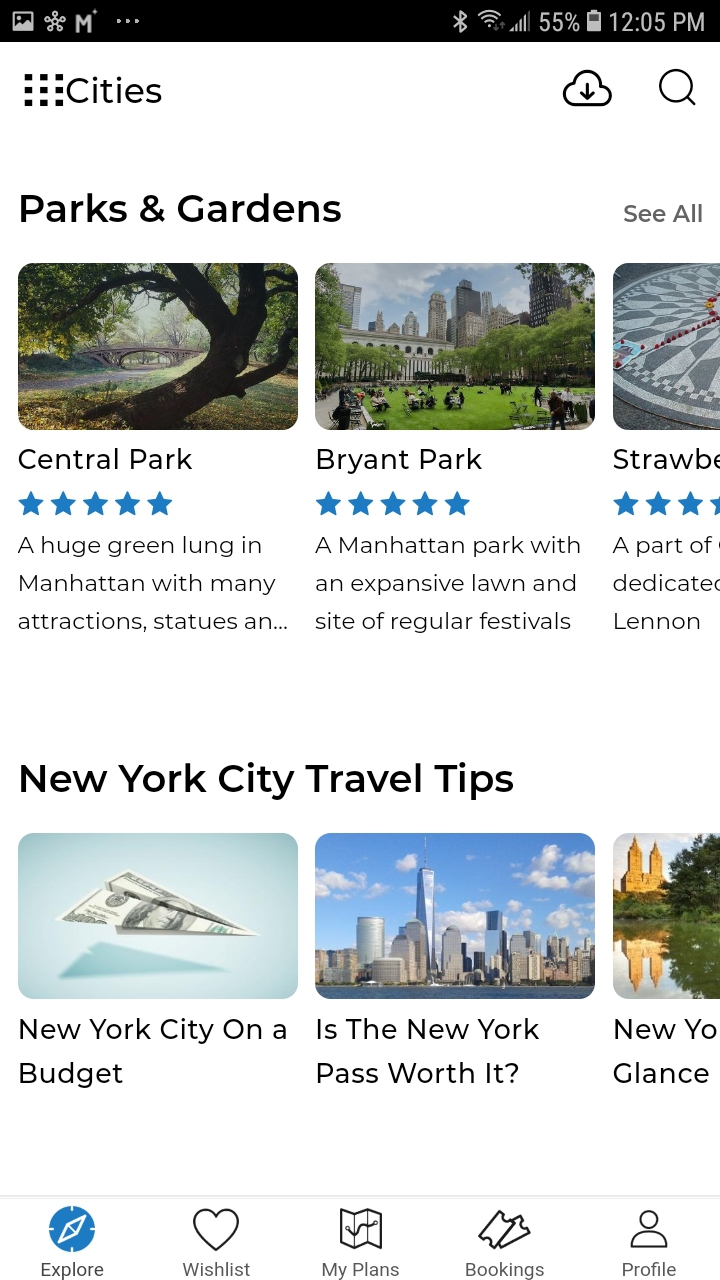 55% 12:05 PM
Cities
Parks & Gardens
See All
Central Park
A huge green lung in
Manhattan with many
attractions, statues an...
Bryant Park
A Manhattan park with
an expansive lawn and
site of regular festivals
Strawbe
A part of
dedicated
Lennon
New York City Travel Tips
New York City On a
Budget
Is The New York
Pass Worth It?
New Yo
Glance
Explore
Wishlist
My Plans
Bookings
Profile